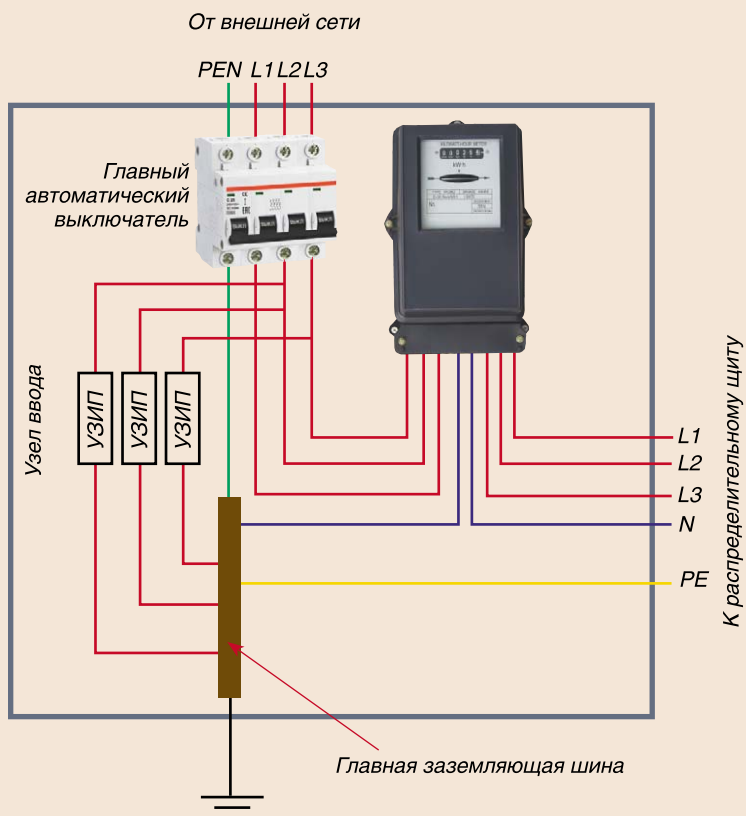 От внешней сети
PEN L1 L2 L3
Главный
автоматический
выключатель
kW h
Узел ввода
УЗИП
УЗИП
УЗИП
К распределительному щиту
L1
L2
L3
N
PE
Главная заземляющая шина